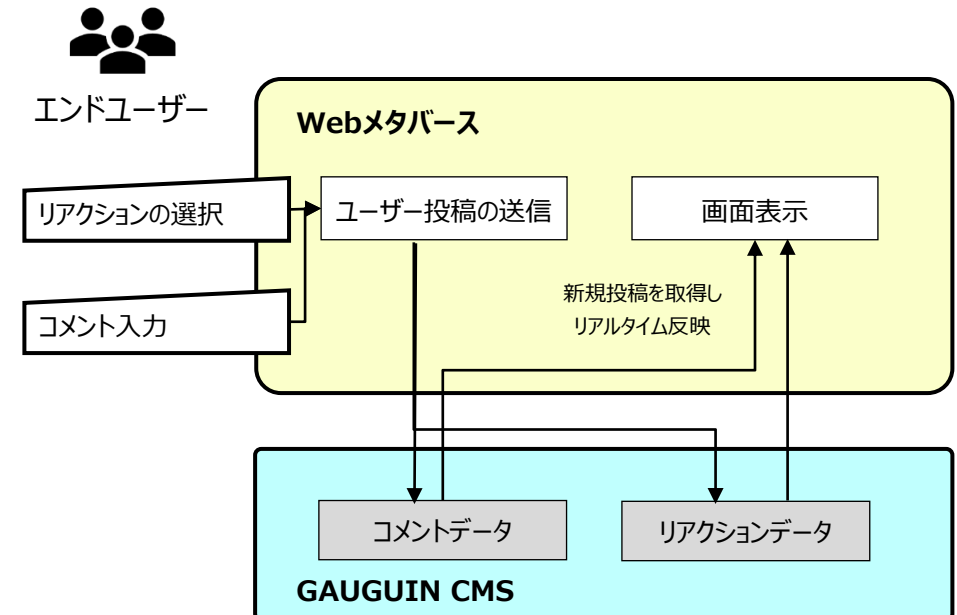 エンドユーザー
Webメタバース
リアクションの選択
ユーザー投稿の送信
画面表示
新規投稿を取得し
リアルタイム反映
コメント入力
コメントデータ
リアクションデータ
GAUGUIN CMS